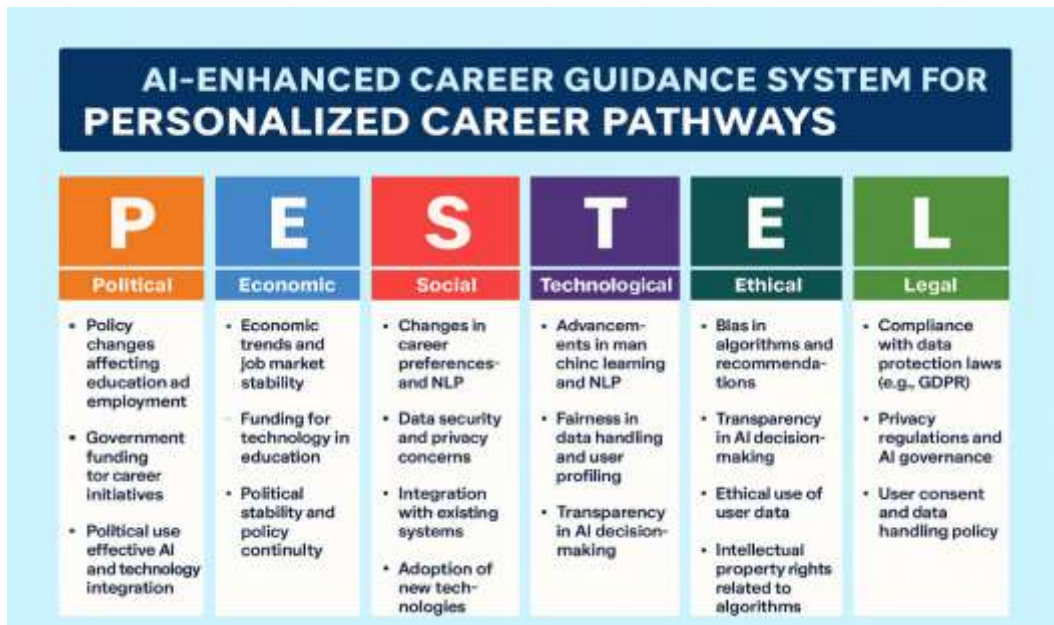 AI-ENHANCED CAREER GUIDANCE SYSTEM FOR
PERSONALIZED CAREER PATHWAYS
P
Political
• Policy
changes
affecting
education ad
employment
• Government
funding
tor career
initiatives
• Political use
effective AI
and technology
integration
E
Economic
• Economic
trends and
job market
stability
Funding for
technology in
education
• Political
stability and
policy
continuity
S
Social
• Changes in
career
preferences-
and NLP
• Data security
and privacy
concerns
• Integration
with existing
systems
• Adoption of
new tech-
nologies
T
Technological
• Advancem-
ents in man
chinc learning
and NLP
• Fairness in
data handling
and user
profiling
• Transparency
in AI decision-
making
E
Ethical
• Blas in
algorithms and
recommenda-
tions
• Transparency
in AI decision-
making
• Ethical use of
user data
• Intellectual
property rights
related to
algorithms
L
Legal
• Compliance
with data
protection laws
(e.g., GDPR)
• Privacy
regulations and
AI governance
• User consent
and data
handling policy